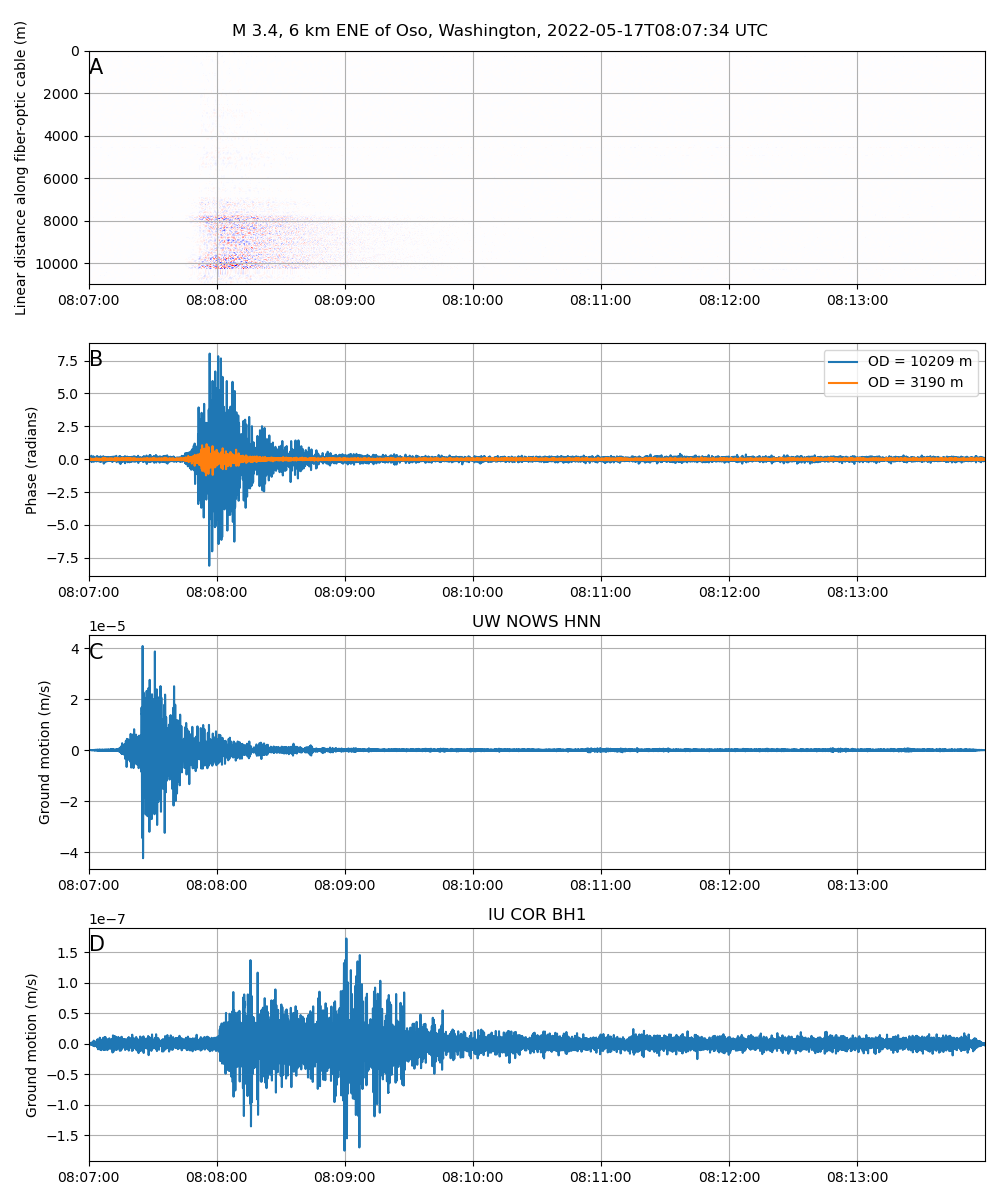 M 3.4, 6 km ENE of Oso, Washington, 2022-05-17T08:07:34 UTC
A
Linear distance along fiber-optic cable (m)
0
2000
4000
6000
8000
10000
08:07:00 08:08:00 08:09:00 08:10:00 08:11:00 08:12:00 08:13:00
B
Phase (radians)
7.5
5.0
2.5
0.0
−2.5
−5.0
−7.5
OD = 10209 m
OD = 3190 m
08:07:00 08:08:00 08:09:00 08:10:00 08:11:00 08:12:00 08:13:00
UW NOWS HNN
1e−5
C
Ground motion (m/s)
4
2
0
−2
−4
08:07:00 08:08:00 08:09:00 08:10:00 08:11:00 08:12:00 08:13:00
IU COR BH1
1e−7
D
Ground motion (m/s)
1.5
1.0
0.5
0.0
−0.5
−1.0
−1.5
08:07:00 08:08:00 08:09:00 08:10:00 08:11:00 08:12:00 08:13:00